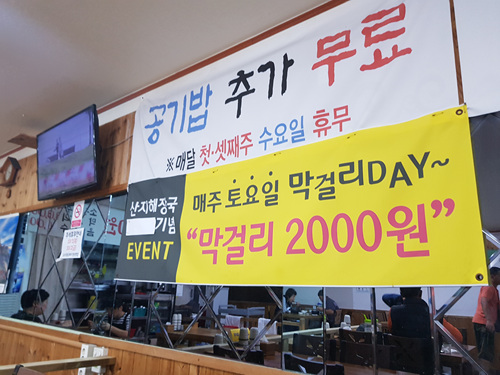 공기밥 추가 무료
※매달 첫·셋째주 수요일 휴무
산지해정국
기념
EVENT
매주 토요일 막걸리DAY~
"막걸리 2000원"